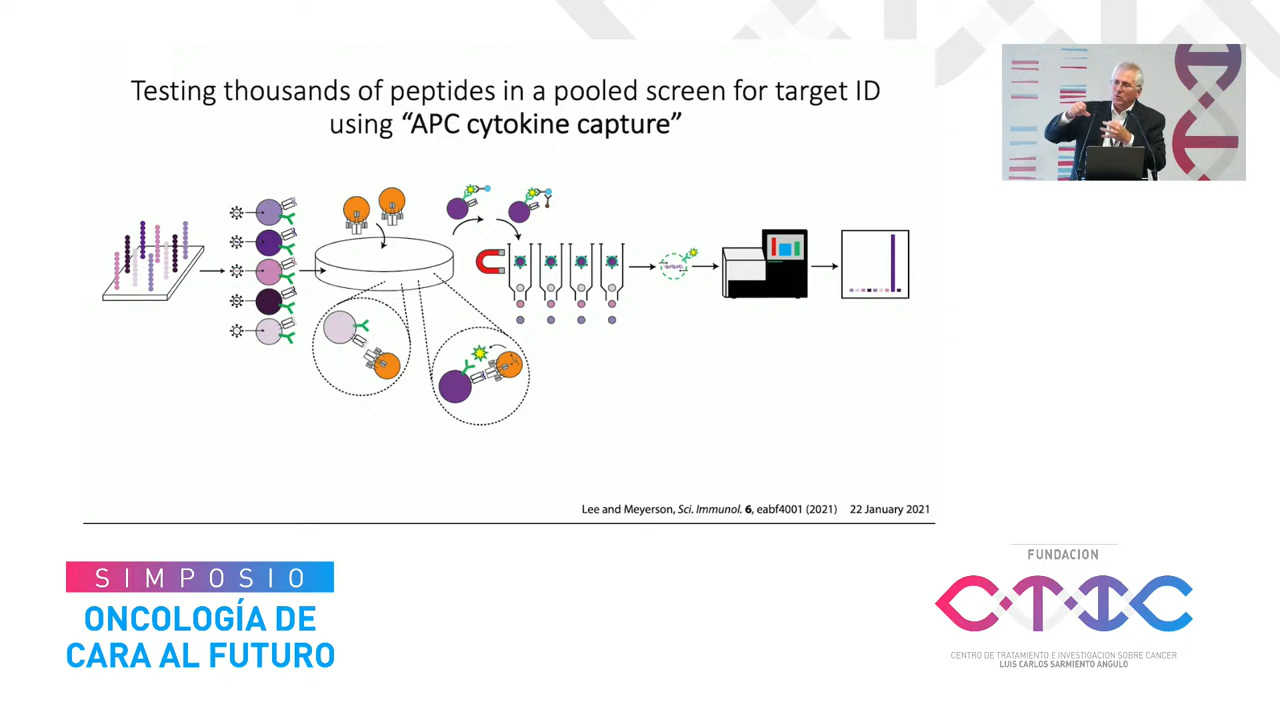 Testing thousands of peptides in a pooled screen for target ID
using “APC cytokine capture”
Lee and Meyerson, Sci. Immunol. 6, eabf4001 (2021) 22 January 2021
SIMPOSIO
ONCOLOGÍA DE
CARA AL FUTURO
FUNDACION
CTIC
CENTRO DE TRATAMIENTO E INVESTIGACION SOBRE CANCER
LUIS CARLOS SARMIENTO ANGULO